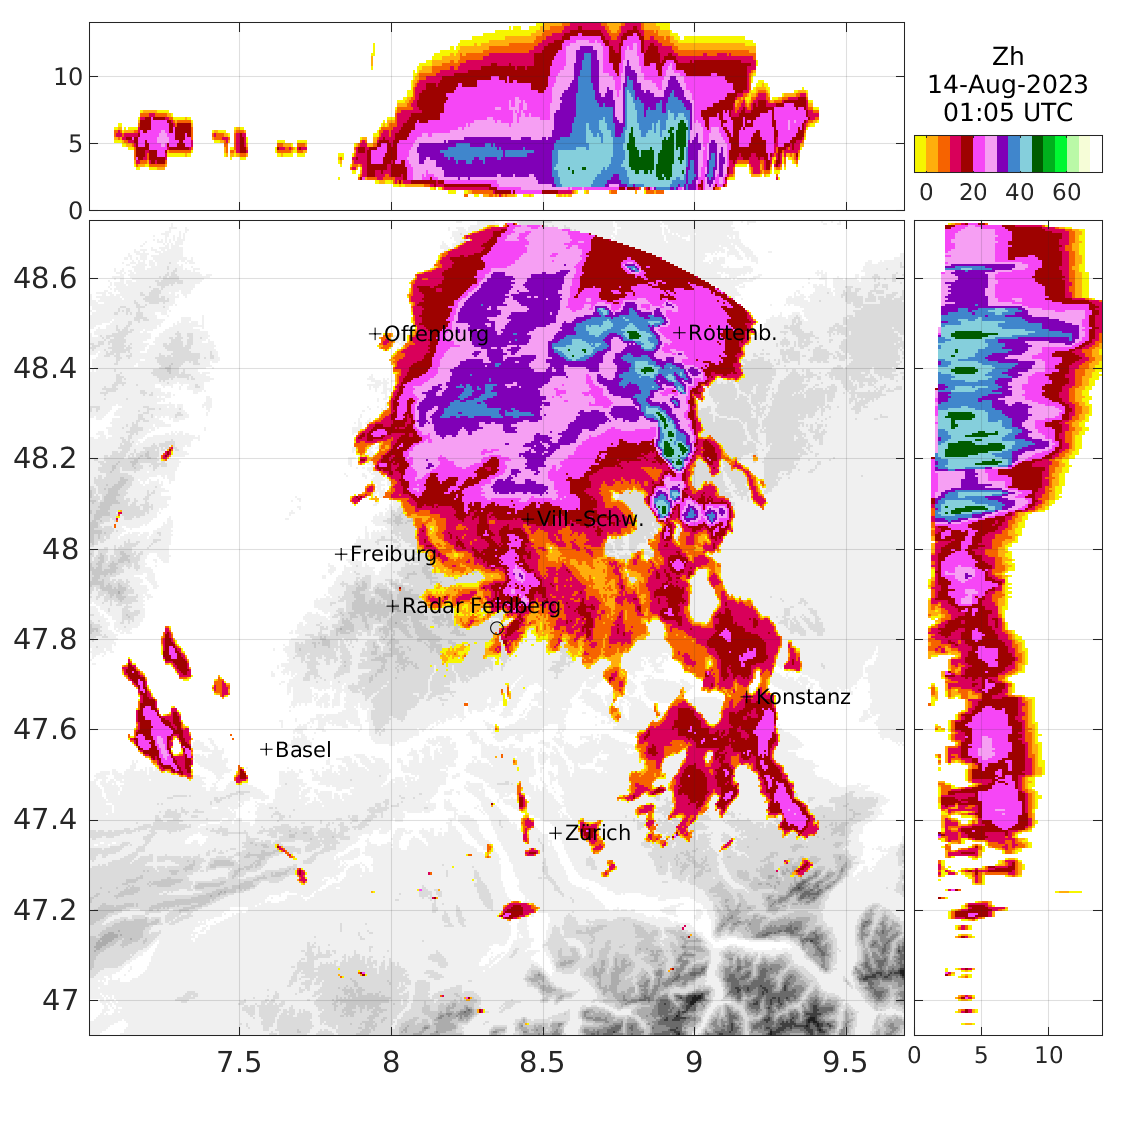 10
5
0
Zh
14-Aug-2023
01:05 UTC
0 20 40 60
48.6
48.4
48.2
48
47.8
47.6
47.4
47.2
47
+Offenburg
+Rottenb.
+Vill.-Schw.
+Freiburg
+Radar Feldberg
+Konstanz
+Basel
+Zürich
7.5 8 8.5 9 9.5
0 5 10